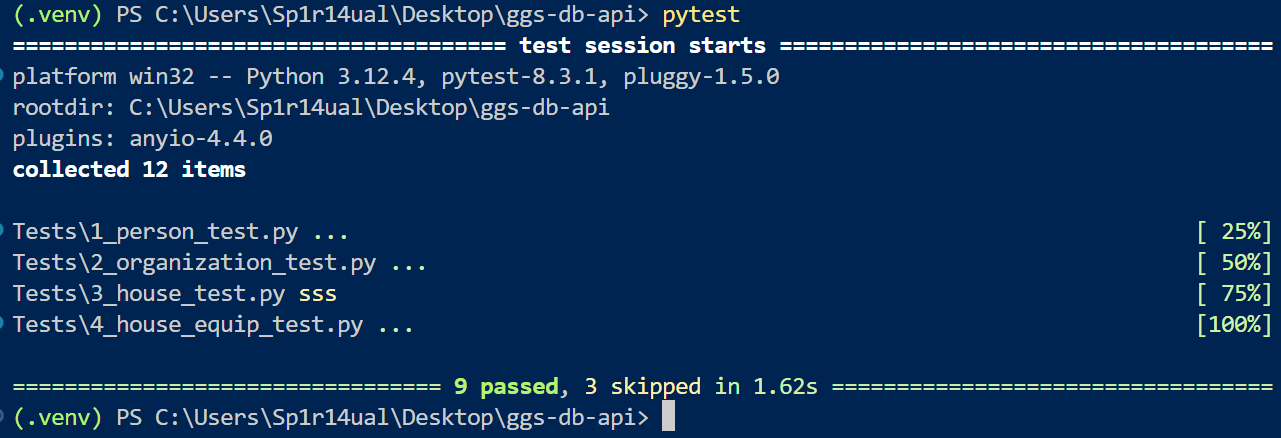 (.venv) PS C:\Users\Sp1r14ual\Desktop\ggs-db-api> pytest
====================================== test session starts ======================================
platform win32 -- Python 3.12.4, pytest-8.3.1, pluggy-1.5.0
rootdir: C:\Users\Sp1r14ual\Desktop\ggs-db-api
plugins: anyio-4.4.0
collected 12 items
Tests\1_person_test.py ... [ 25%]
Tests\2_organization_test.py ... [ 50%]
Tests\3_house_test.py sss [ 75%]
Tests\4_house_equip_test.py ... [100%]
================================= 9 passed, 3 skipped in 1.62s ==================================
(.venv) PS C:\Users\Sp1r14ual\Desktop\ggs-db-api>